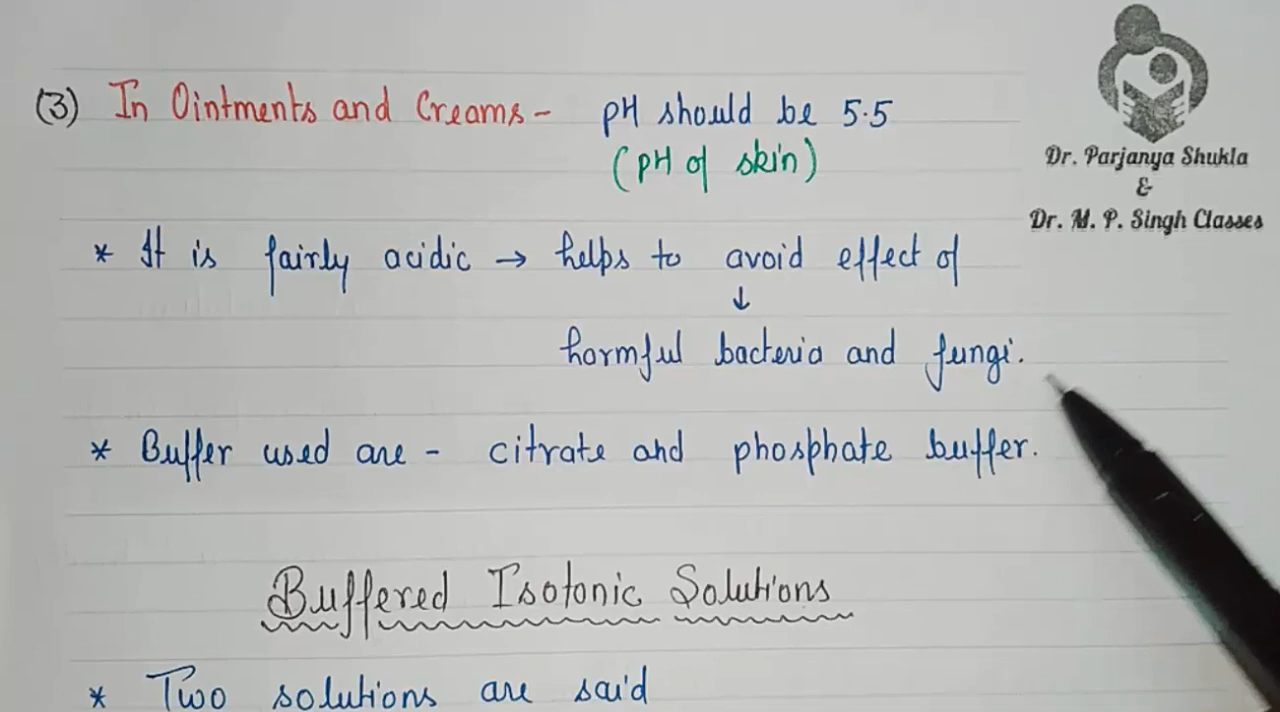 (3) In Ointments and Creams - pH should be 5.5
(pH of skin)
Dr. Parjanya Shukla
&
Dr. M. P. Singh Classes
* It is fairly acidic → helps to avoid effect of
↓
harmful bacteria and fungi.
* Buffer used are - citrate and phosphate buffer.
Buffered Isotonic Solutions
* Two solutions are said